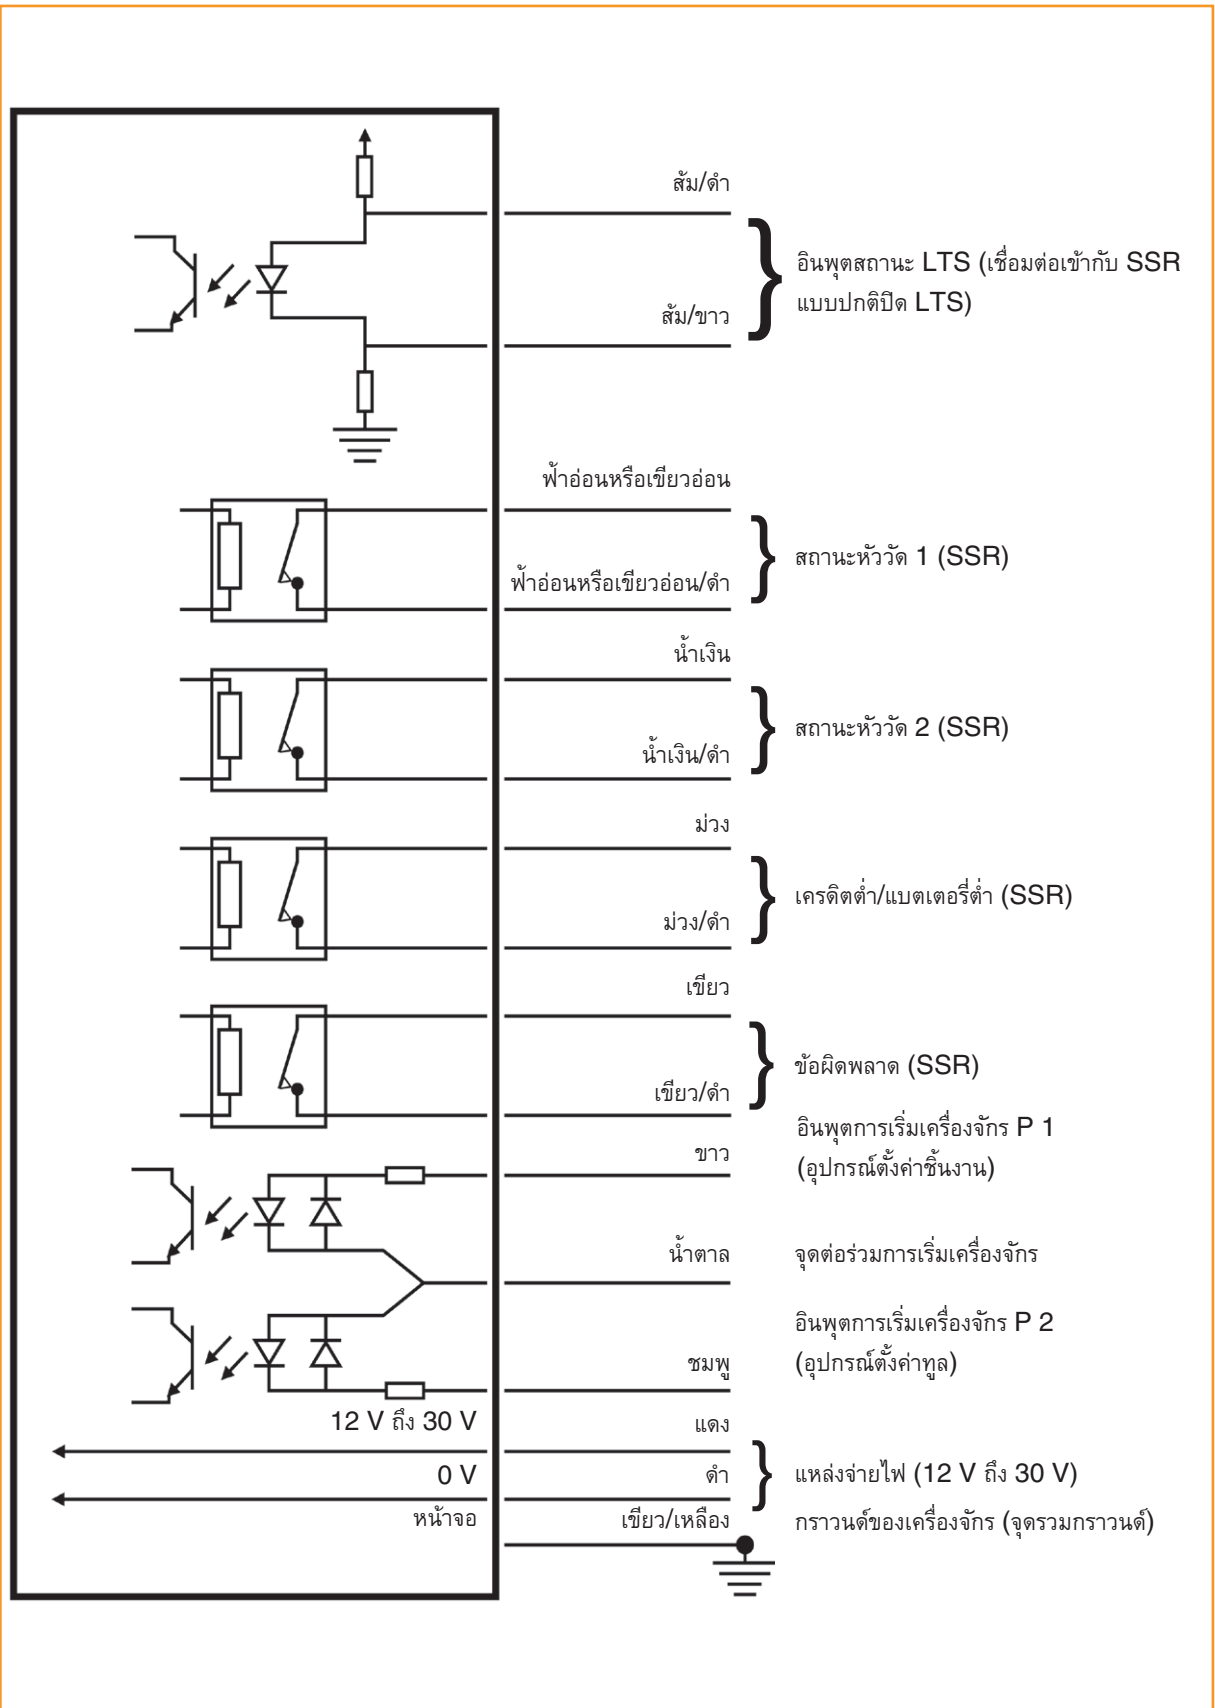 ส้ม/ดำ
อินพุตสถานะ LTS (เชื่อมต่อเข้ากับ SSR
แบบปกติปิด LTS)
ส้ม/ขาว
ฟ้าอ่อนหรือเขียวอ่อน
สถานะหัววัด 1 (SSR)
ฟ้าอ่อนหรือเขียวอ่อน/ดำ
น้ำเงิน
สถานะหัววัด 2 (SSR)
น้ำเงิน/ดำ
ม่วง
เครดิตต่ำ/แบตเตอรี่ต่ำ (SSR)
ม่วง/ดำ
เขียว
ข้อผิดพลาด (SSR)
เขียว/ดำ
อินพุตการเริ่มเครื่องจักร P 1
(อุปกรณ์ตั้งค่าชิ้นงาน)
ขาว
น้ำตาล
จุดต่อร่วมการเริ่มเครื่องจักร
อินพุตการเริ่มเครื่องจักร P 2
(อุปกรณ์ตั้งค่าทูล)
ชมพู
12 V ถึง 30 V
แดง
0 V
ดำ
แหล่งจ่ายไฟ (12 V ถึง 30 V)
หน้าจอ
เขียว/เหลือง
กราวนด์ของเครื่องจักร (จุดรวมกราวนด์)